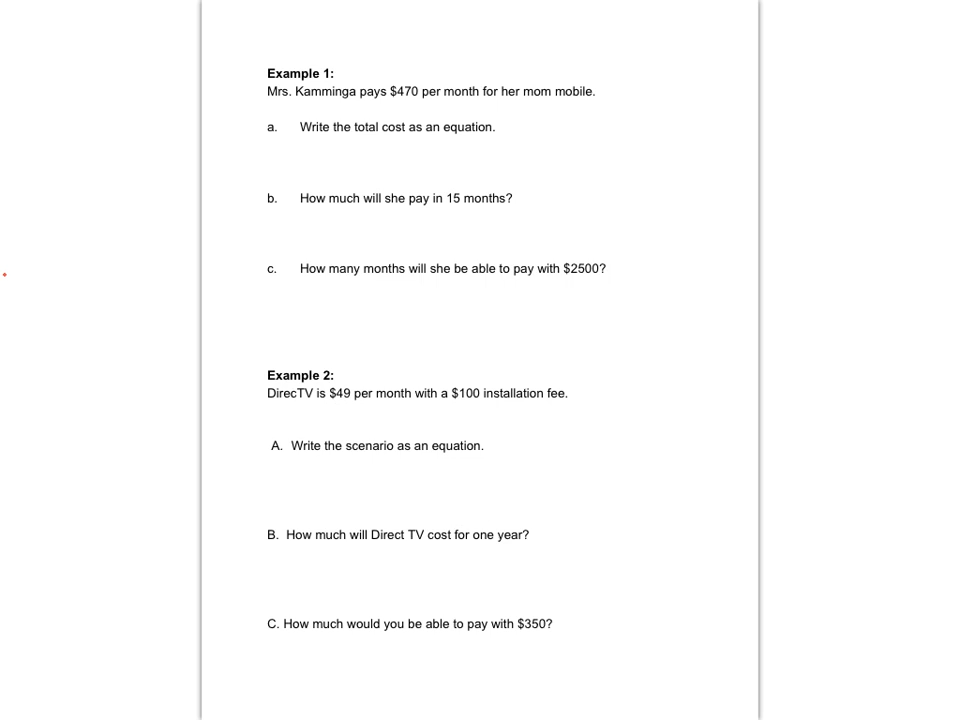 Example 1:
Mrs. Kamminga pays $470 per month for her mom mobile.
a. Write the total cost as an equation.
b. How much will she pay in 15 months?
c. How many months will she be able to pay with $2500?
Example 2:
DirecTV is $49 per month with a $100 installation fee.
A. Write the scenario as an equation.
B. How much will Direct TV cost for one year?
C. How much would you be able to pay with $350?